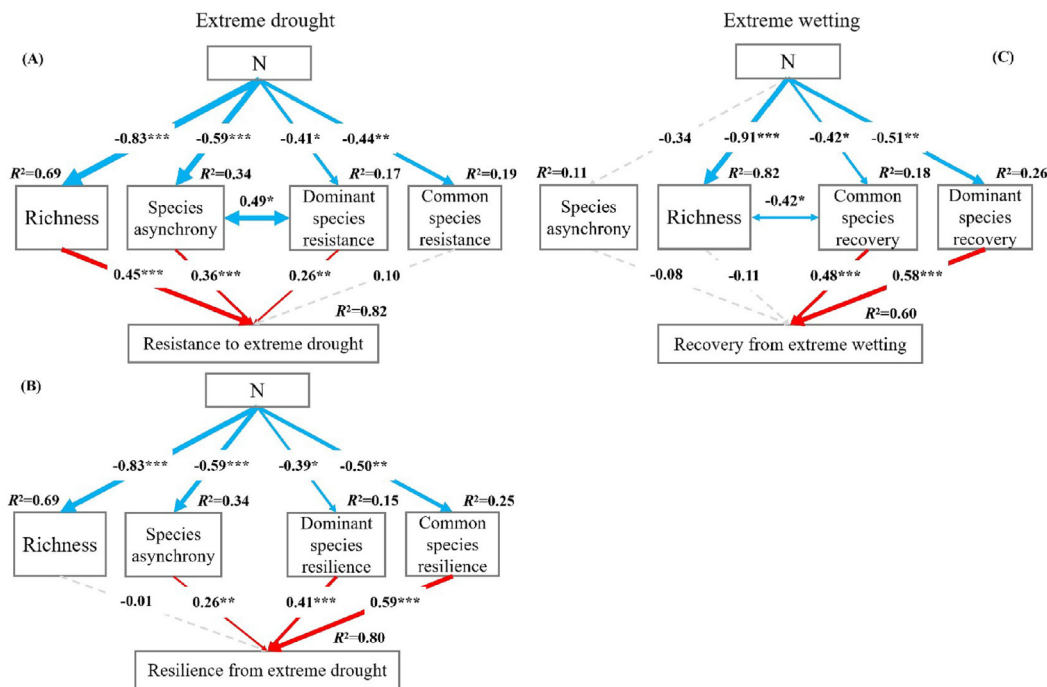 Extreme drought
Extreme wetting
(A)
N
-0.83*** -0.59*** -0.41* -0.44**
R²=0.69 R²=0.34 R²=0.17 R²=0.19
Richness
Species
asynchrony
0.49*
Dominant
species
resistance
Common
species
resistance
0.45*** 0.36*** 0.26** 0.10
R²=0.82
Resistance to extreme drought
(B)
N
-0.83*** -0.59*** -0.39* -0.50**
R²=0.69 R²=0.34 R²=0.15 R²=0.25
Richness
Species
asynchrony
Dominant
species
resilience
Common
species
resilience
-0.01 0.26** 0.41*** 0.59***
R²=0.80
Resilience from extreme drought
(C)
N
-0.34 -0.91*** -0.42* -0.51**
R²=0.11 R²=0.82 R²=0.18 R²=0.26
Species
asynchrony
Richness
-0.42*
Common
species
recovery
Dominant
species
recovery
-0.08 -0.11 0.48*** 0.58***
R²=0.60
Recovery from extreme wetting